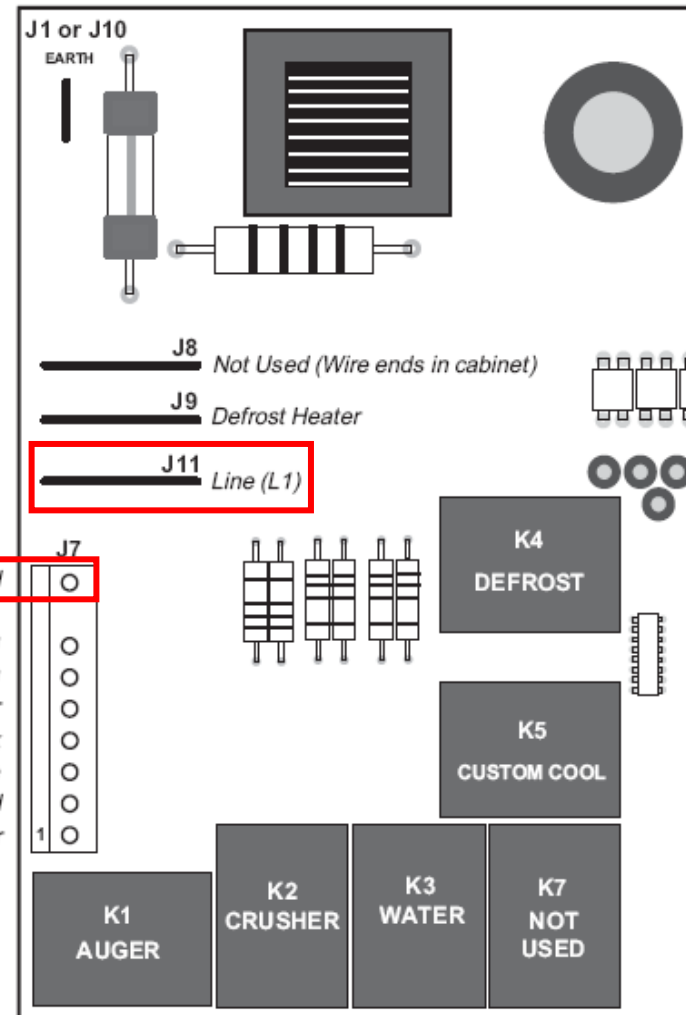 J1 or J10
EARTH
J8 Not Used (Wire ends in cabinet)
J9 Defrost Heater
J11 Line (L1)
J7
K4
DEFROST
K5
CUSTOM COOL
1
K1
AUGER
K2
CRUSHER
K3
WATER
K7
NOT
USED